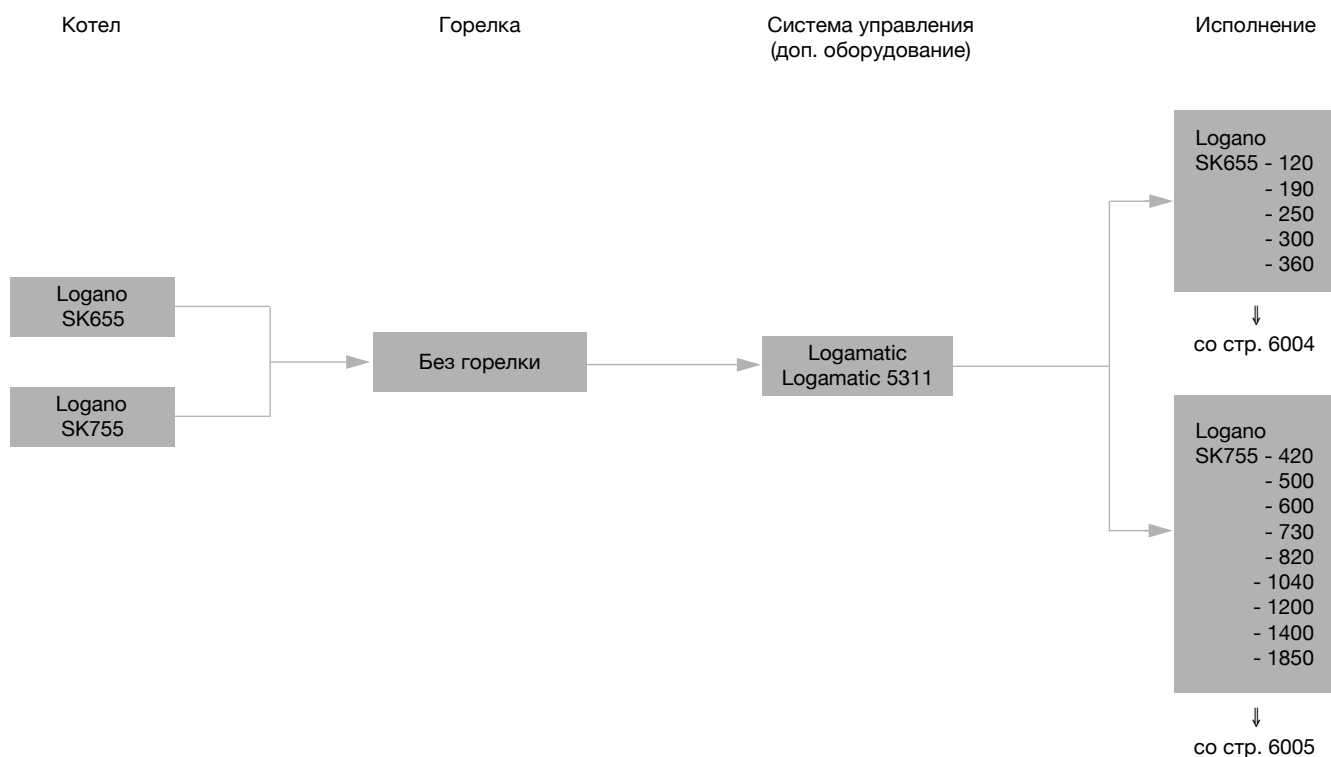 Котел
Горелка
Система управления
(доп. оборудование)
Исполнение
Logano
SK655
Logano
SK755
Без горелки
Logamatic
Logamatic 5311
Logano
SK655 - 120
- 190
- 250
- 300
- 360
⇓
со стр. 6004
Logano
SK755 - 420
- 500
- 600
- 730
- 820
- 1040
- 1200
- 1400
- 1850
⇓
со стр. 6005